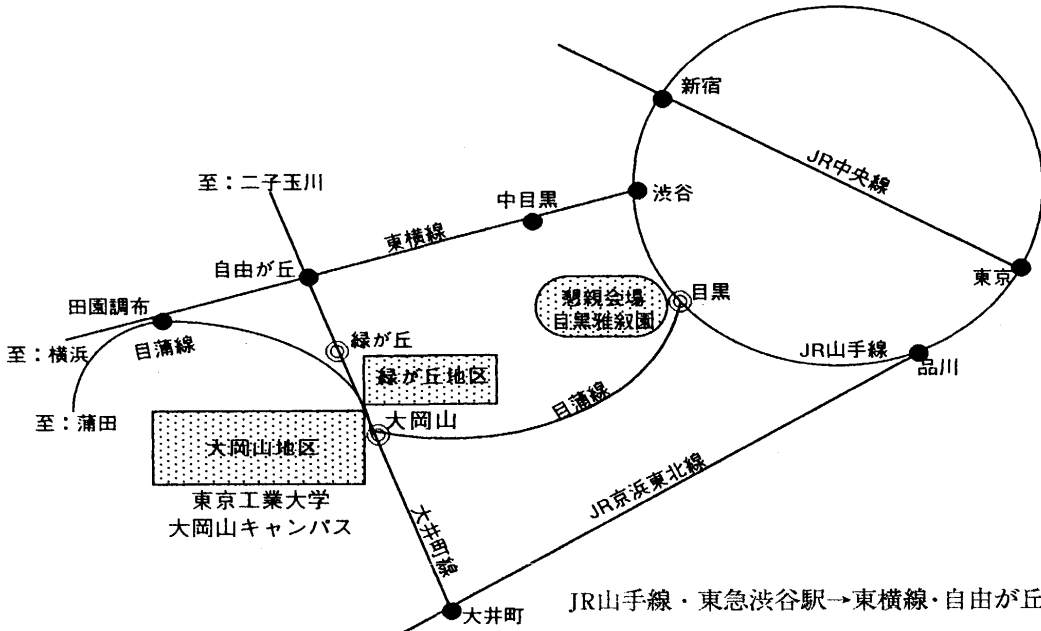 新宿
JR中央線
至：二子玉川
中目黒
渋谷
東横線
自由が丘
東京
田園調布
懇親会場
目黒雅叙園
目黒
至：横浜
目蒲線
緑が丘
JR山手線
品川
緑が丘地区
目蒲線
至：蒲田
大岡山
大岡山地区
JR京浜東北線
東京工業大学
大岡山キャンパス
大井町線
大井町
JR山手線・東急渋谷駅→東横線・自由が丘